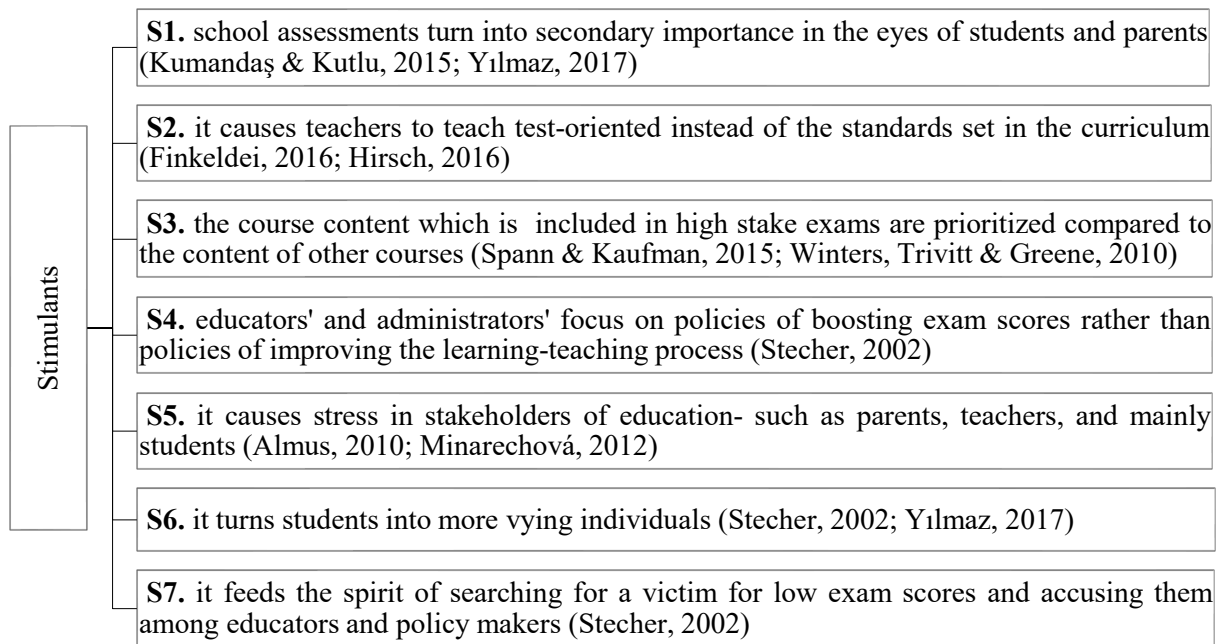 S1. school assessments turn into secondary importance in the eyes of students and parents
(Kumandaş & Kutlu, 2015; Yılmaz, 2017)
S2. it causes teachers to teach test-oriented instead of the standards set in the curriculum
(Finkeldei, 2016; Hirsch, 2016)
S3. the course content which is included in high stake exams are prioritized compared to
the content of other courses (Spann & Kaufman, 2015; Winters, Trivitt & Greene, 2010)
Stimulants
S4. educators' and administrators' focus on policies of boosting exam scores rather than
policies of improving the learning-teaching process (Stecher, 2002)
S5. it causes stress in stakeholders of education- such as parents, teachers, and mainly
students (Almus, 2010; Minarechová, 2012)
S6. it turns students into more vying individuals (Stecher, 2002; Yılmaz, 2017)
S7. it feeds the spirit of searching for a victim for low exam scores and accusing them
among educators and policy makers (Stecher, 2002)